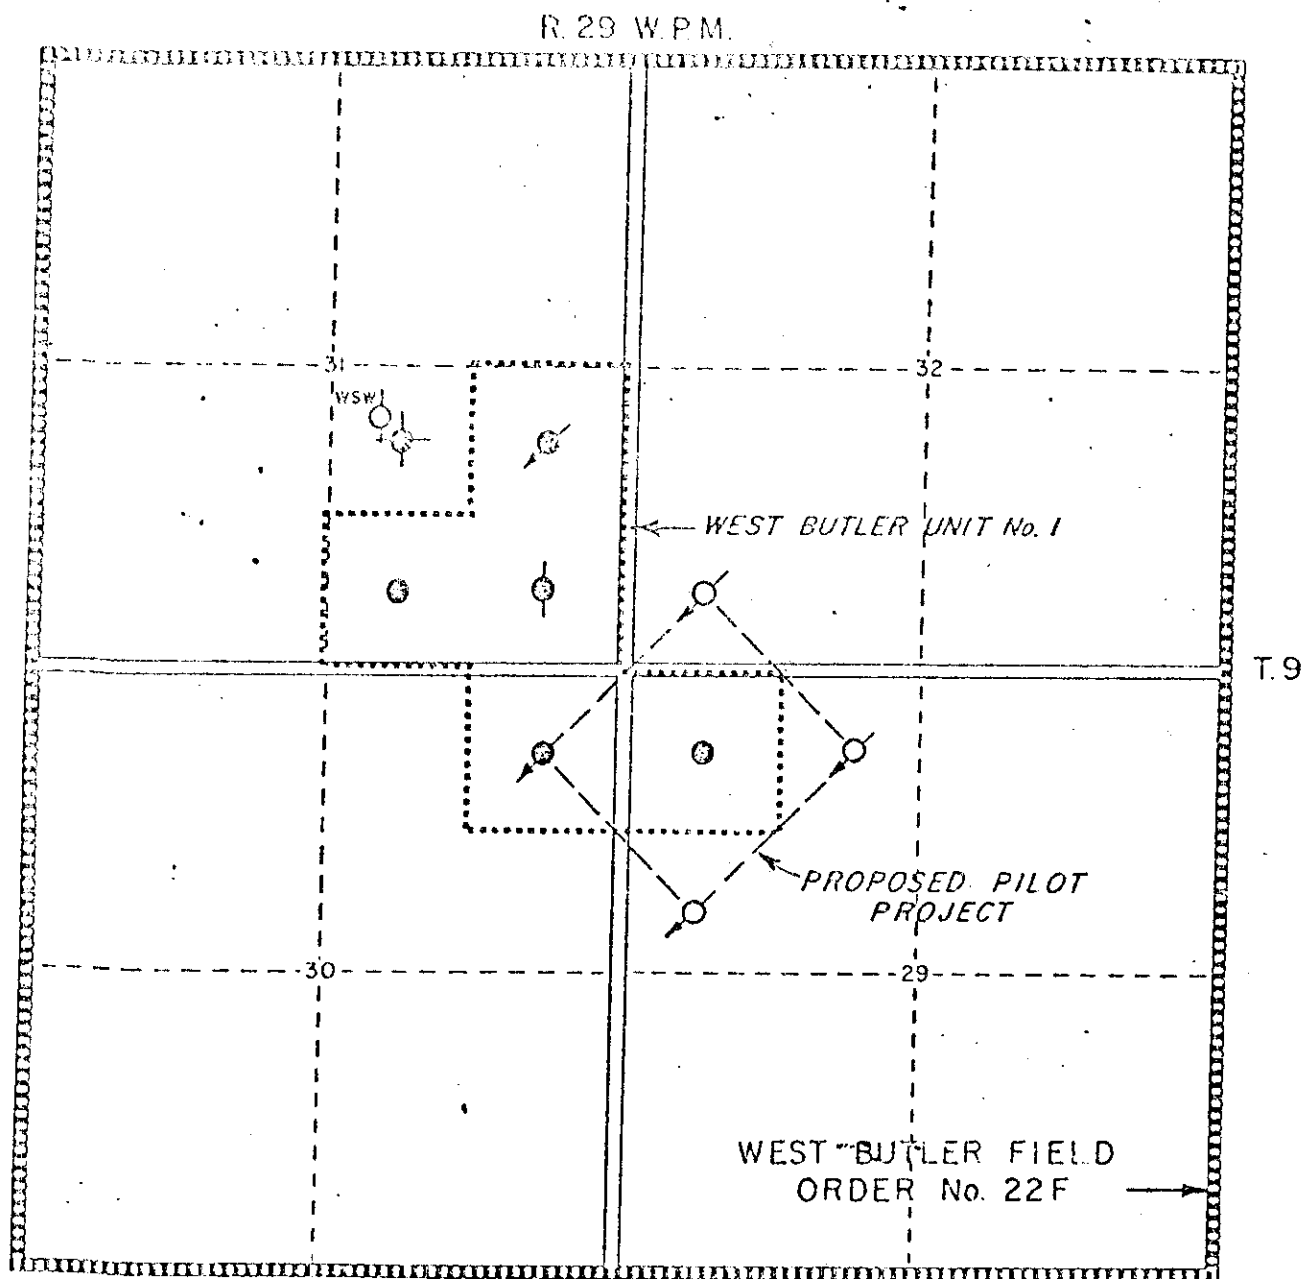 R. 29 W.P.M.
31
32
WSW
WEST BUTLER UNIT No. 1
T. 9
PROPOSED PILOT
PROJECT
30
29
WEST BUTLER FIELD
ORDER No. 22F